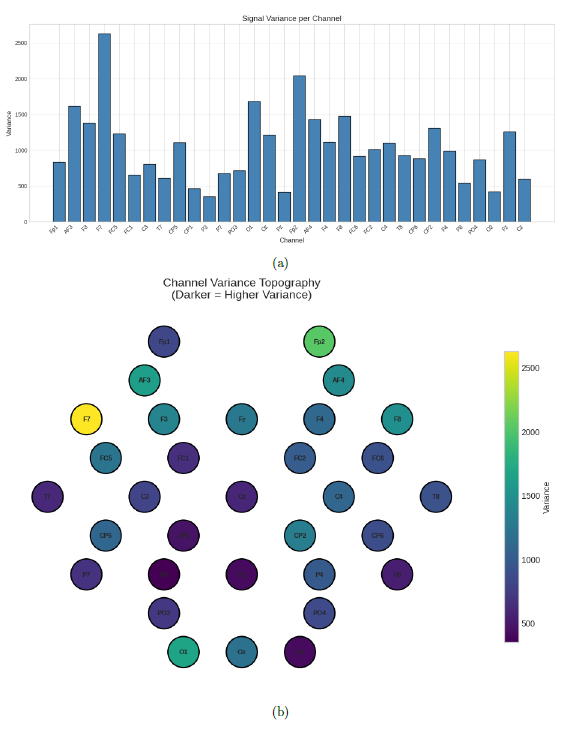 Signal Variance per Channel
2500
2000
1500
1000
500
0
Variance
Fp1 AF3 F3 F7 FC5 FC1 C3 T7 CP5 CP1 P3 P7 PO3 O1 Oz Pz Fp2 AF4 F4 F8 FC6 FC2 C4 T8 CP6 CP2 P4 P8 PO4 O2 Fz Cz
Channel
(a)
Channel Variance Topography
(Darker = Higher Variance)
Fp1 Fp2
AF3 AF4
F7 F3 Fz F4 F8
FC5 FC1 FC2 FC6
T7 C3 Cz C4 T8
CP5 CP2 CP6
P7 P4 P8
PO3 PO4
O1 Oz
2500
2000
1500
1000
500
Variance
(b)